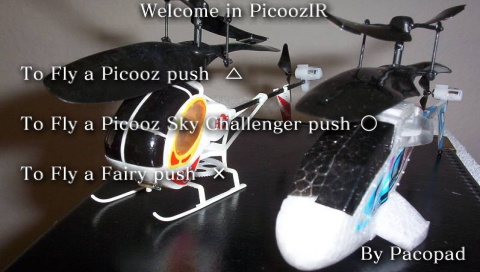 Welcome in PicoozIR
To Fly a Picooz push △
To Fly a Picooz Sky Challenger push ○
To Fly a Fairy push ×
By Pacopad